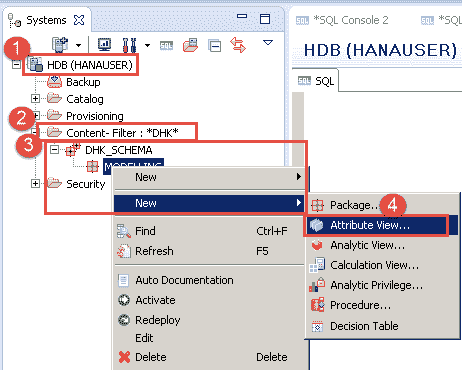 Systems
*SQL Console 2
*SQL
1
HDB (HANAUSER)
HDB (HANAUSER)
Backup
SQL
Catalog
2
Provisioning
3
Content- Filter : *DHK*
DHK_SCHEMA
MODELLING
Security
New
New
4
Package...
Attribute View...
Find Ctrl+F
Analytic View...
Refresh F5
Calculation View...
Auto Documentation
Analytic Privilege...
Activate
Procedure...
Redeploy
Decision Table
Edit
Delete Delete